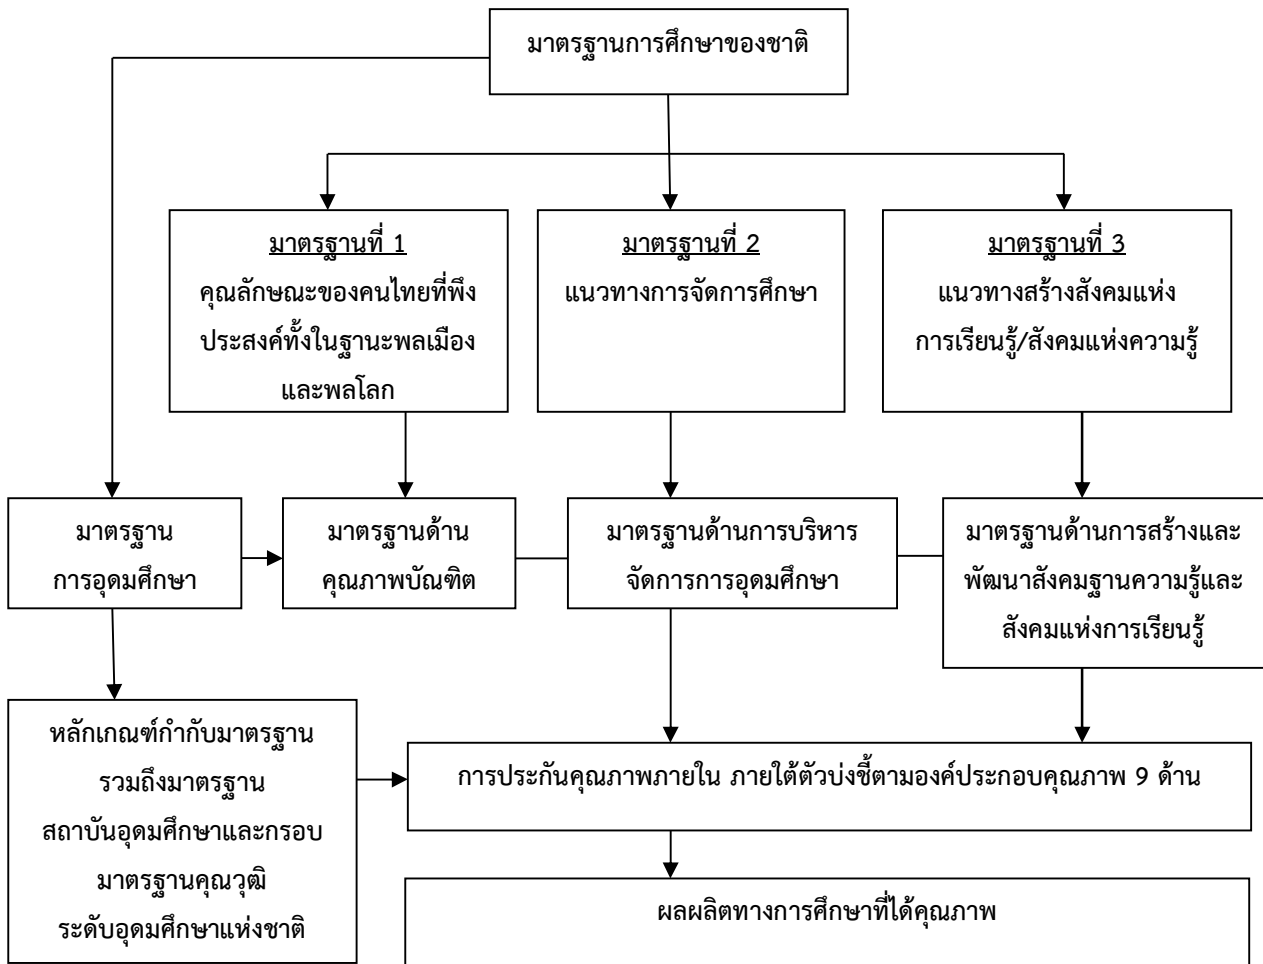 มาตรฐานการศึกษาของชาติ
มาตรฐานที่ 1
คุณลักษณะของคนไทยที่พึง
ประสงค์ทั้งในฐานะพลเมือง
และพลโลก
มาตรฐานที่ 2
แนวทางการจัดการศึกษา
มาตรฐานที่ 3
แนวทางสร้างสังคมแห่ง
การเรียนรู้/สังคมแห่งความรู้
มาตรฐาน
การอุดมศึกษา
มาตรฐานด้าน
คุณภาพบัณฑิต
มาตรฐานด้านการบริหาร
จัดการการอุดมศึกษา
มาตรฐานด้านการสร้างและ
พัฒนาสังคมฐานความรู้และ
สังคมแห่งการเรียนรู้
หลักเกณฑ์กำกับมาตรฐาน
รวมถึงมาตรฐาน
สถาบันอุดมศึกษาและกรอบ
มาตรฐานคุณวุฒิ
ระดับอุดมศึกษาแห่งชาติ
การประกันคุณภาพภายใน ภายใต้ตัวบ่งชี้ตามองค์ประกอบคุณภาพ 9 ด้าน
ผลผลิตทางการศึกษาที่ได้คุณภาพ